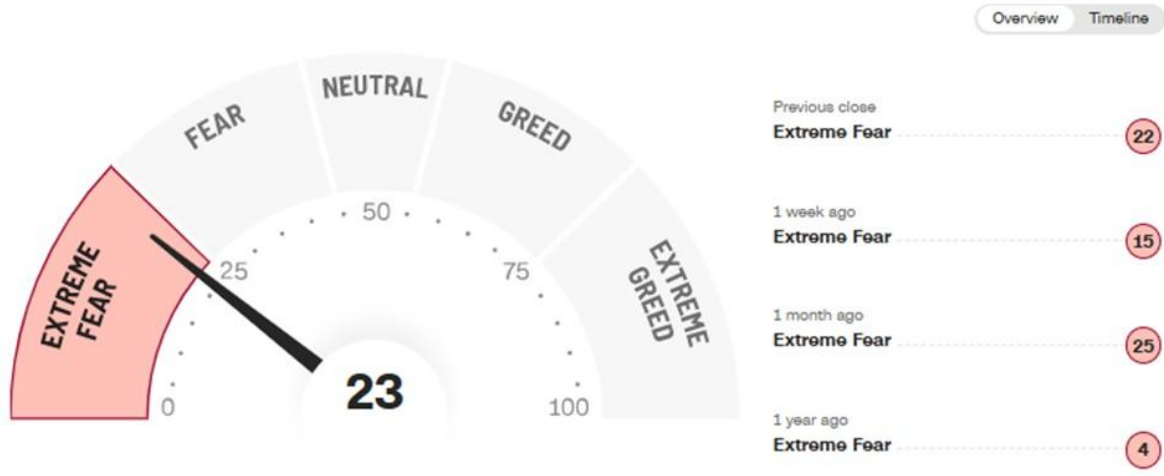 Overview Timeline
FEAR
NEUTRAL
GREED
EXTREME
FEAR
EXTREME
GREED
0
25
50
75
100
23
Previous close
Extreme Fear 22
1 week ago
Extreme Fear 15
1 month ago
Extreme Fear 25
1 year ago
Extreme Fear 4